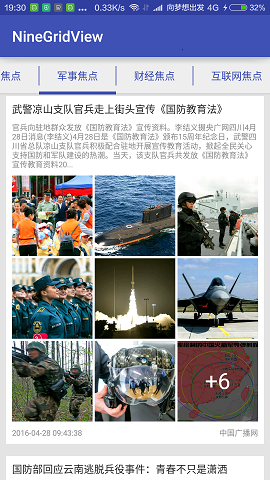 19:30 0.33K/s 向梦想出发 4G 52%
NineGridView
焦点 军事焦点 财经焦点 互联网焦点
武警凉山支队官兵走上街头宣传《国防教育法》
官兵向驻地群众发放《国防教育法》宣传资料。李结义摄央广网四川4月
28日消息(李结义)4月28日是《国防教育法》颁布15周年纪念日，武警四
川省总队凉山支队官兵积极配合驻地开展宣传教育活动，掀起全民关心
支持国防和军队建设的热潮。当天，该支队官兵共发放《国防教育法》
宣传教育资料20...
+6
2016-04-28 09:43:38 中国广播网
国防部回应云南逃脱兵役事件：青春不只是潇洒